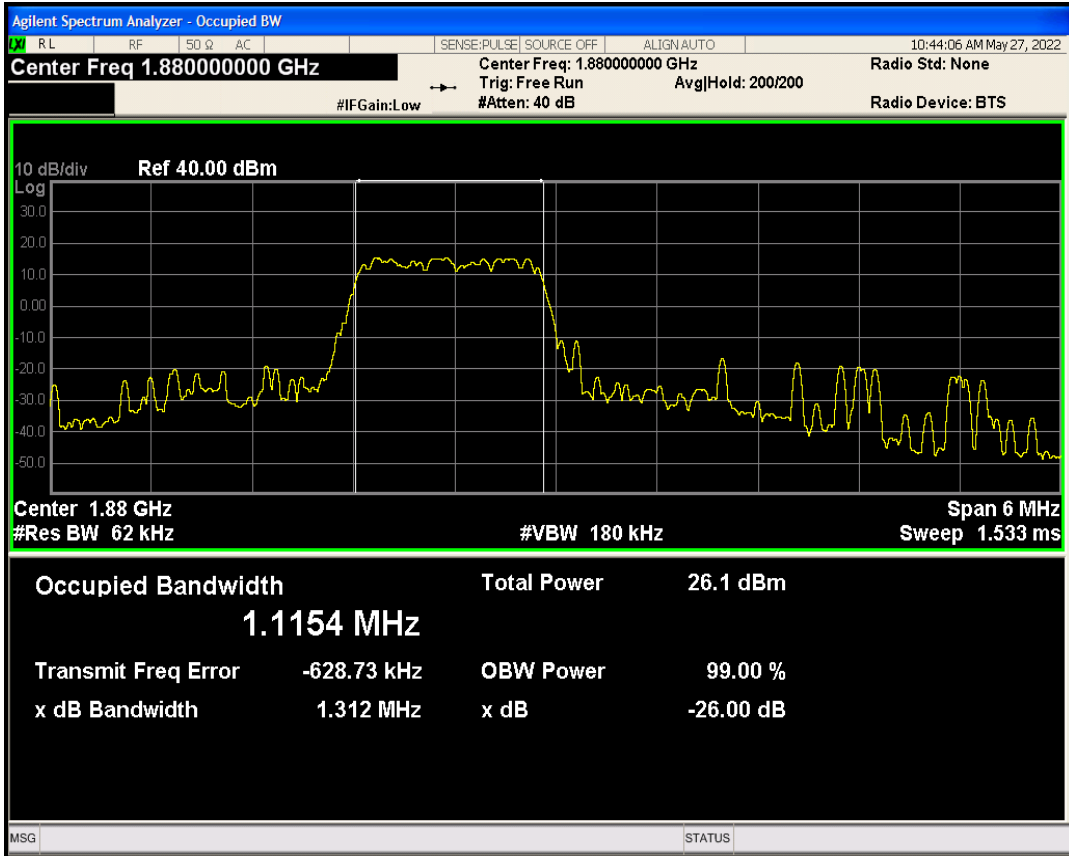 Agilent Spectrum Analyzer - Occupied BW
LXI RL RF 50 Ω AC SENSE:PULSE SOURCE OFF ALIGN AUTO 10:44:06 AM May 27, 2022
Center Freq 1.880000000 GHz Center Freq: 1.880000000 GHz Radio Std: None
Trig: Free Run Avg|Hold: 200/200
#IFGain:Low #Atten: 40 dB Radio Device: BTS
10 dB/div Ref 40.00 dBm
Log
30.0
20.0
10.0
0.00
-10.0
-20.0
-30.0
-40.0
-50.0
Center 1.88 GHz Span 6 MHz
#Res BW 62 kHz #VBW 180 kHz Sweep 1.533 ms
Occupied Bandwidth Total Power 26.1 dBm
1.1154 MHz
Transmit Freq Error -628.73 kHz OBW Power 99.00 %
x dB Bandwidth 1.312 MHz x dB -26.00 dB
MSG STATUS